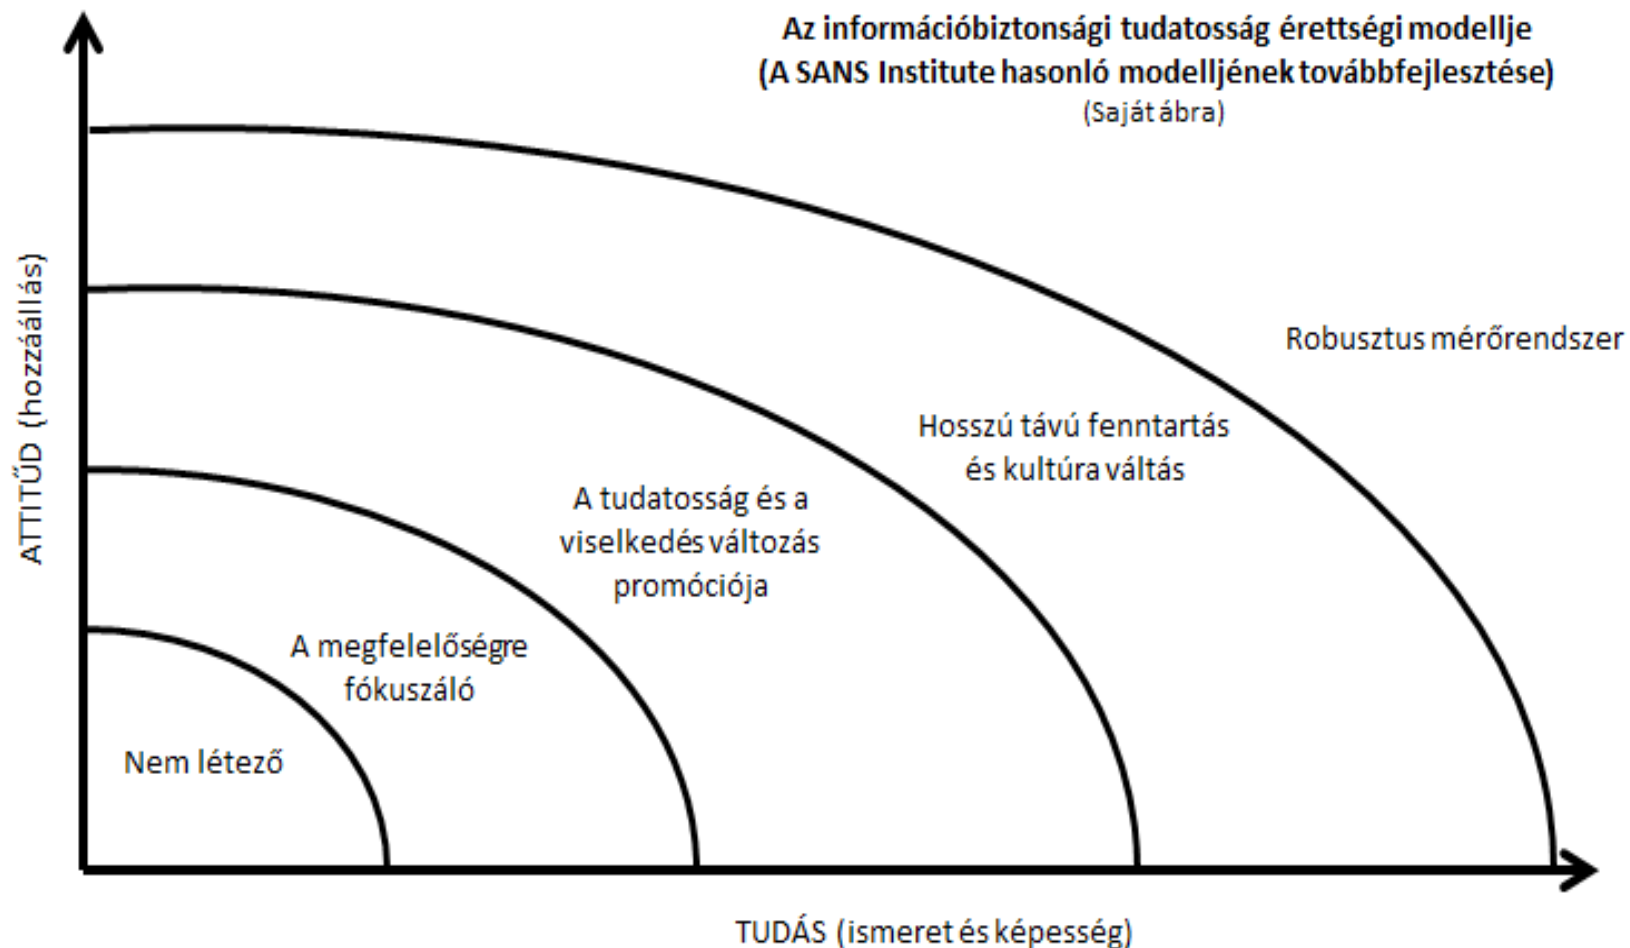 Az információbiztonsági tudatosság érettségi modellje
(A SANS Institute hasonló modelljének továbbfejlesztése)
(Saját ábra)
ATTITŰD (hozzáállás)
Robusztus mérőrendszer
Hosszú távú fenntartás
és kultúra váltás
A tudatosság és a
viselkedés változás
promóciója
A megfelelőségre
fókuszáló
Nem létező
TUDÁS (ismeret és képesség)